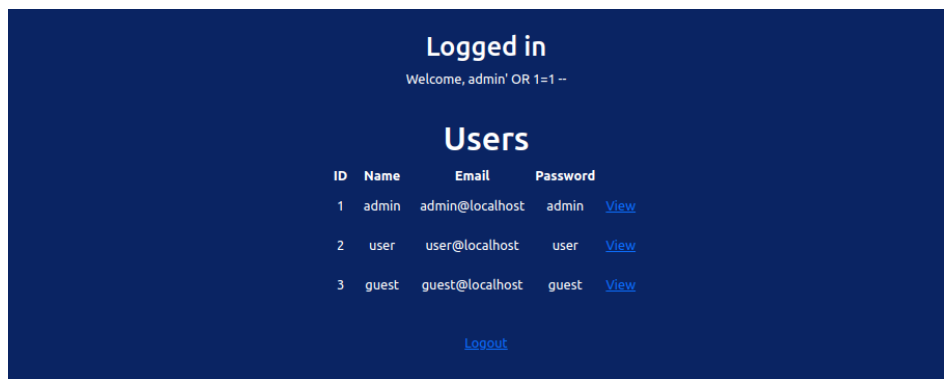 Logged in
Welcome, admin' OR 1=1 --
Users
ID Name Email Password
1 admin admin@localhost admin View
2 user user@localhost user View
3 guest guest@localhost guest View
Logout